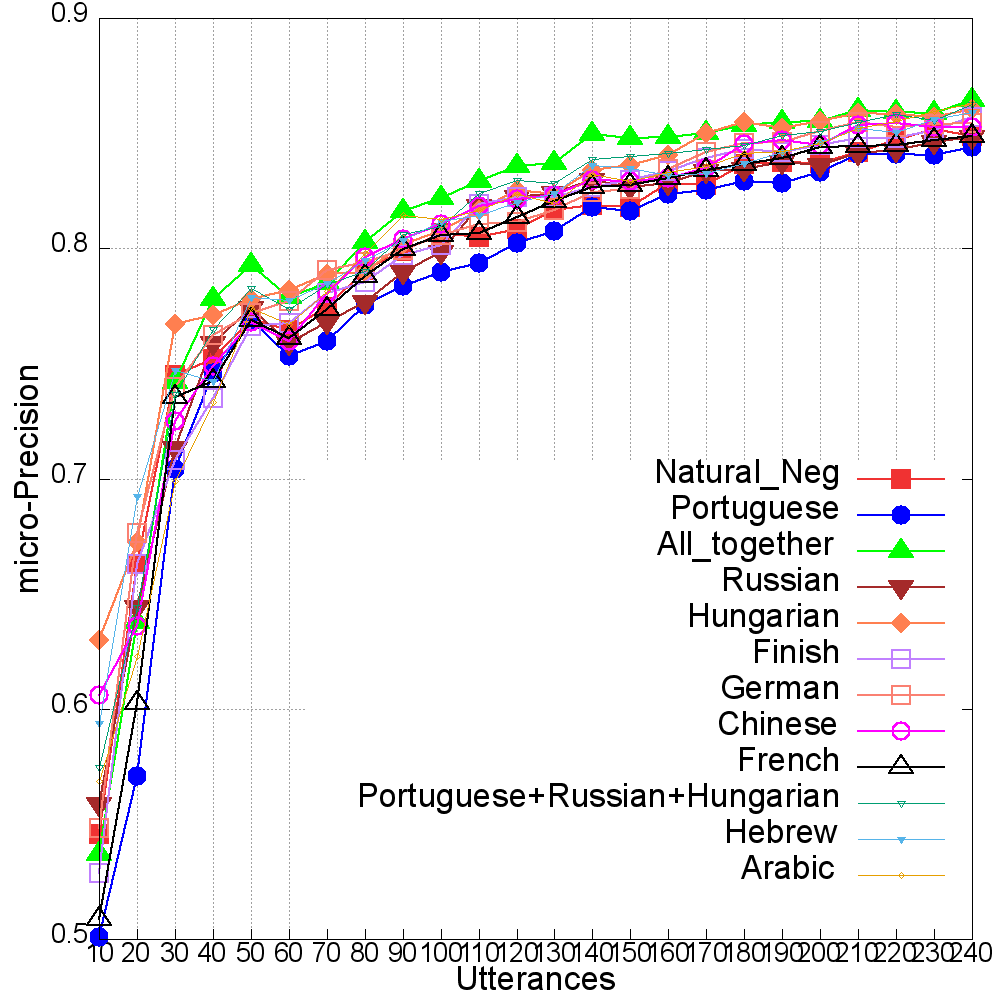 0.9
0.8
0.7
0.6
0.5
micro-Precision
Natural_Neg
Portuguese
All_together
Russian
Hungarian
Finish
German
Chinese
French
Portuguese+Russian+Hungarian
Hebrew
Arabic
10 20 30 40 50 60 70 80 90 100 110 120 130 140 150 160 170 180 190 200 210 220 230 240
Utterances